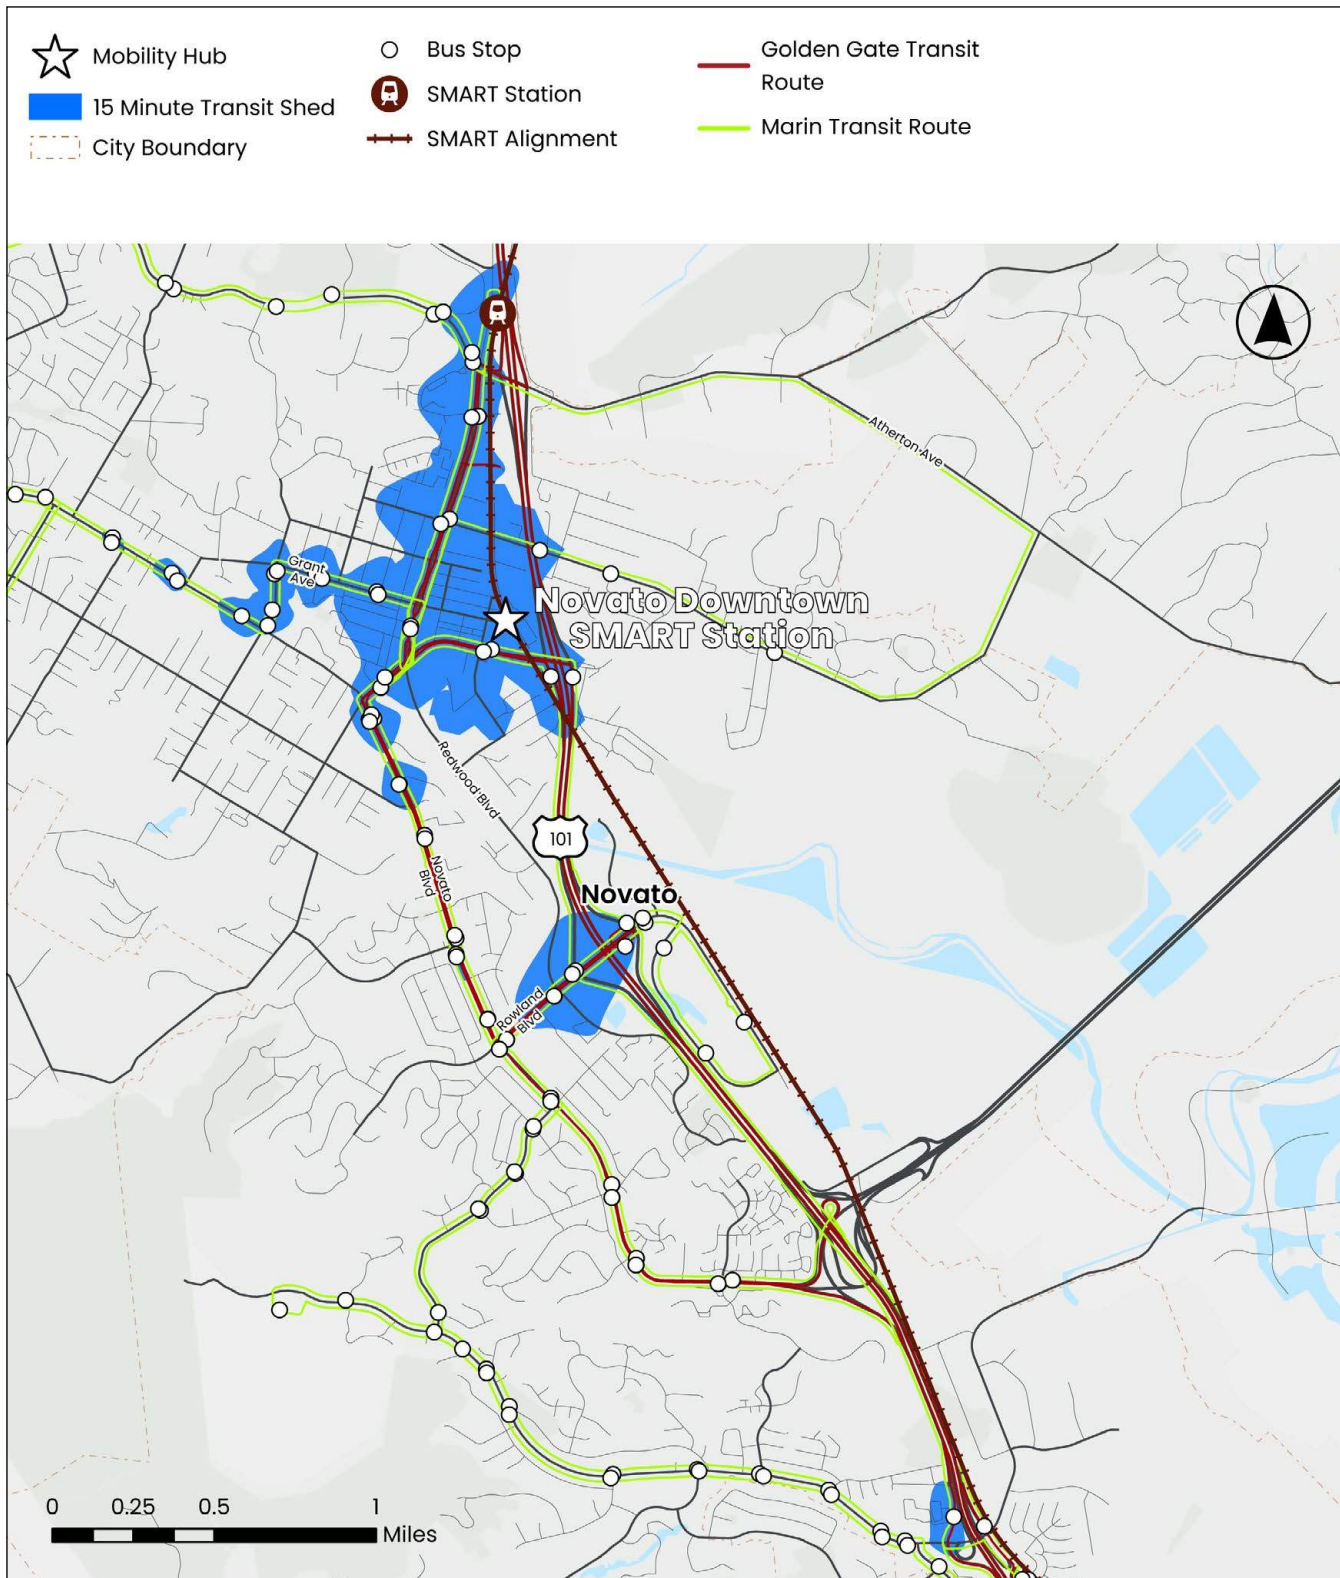 Mobility Hub
15 Minute Transit Shed
City Boundary
Bus Stop
SMART Station
SMART Alignment
Golden Gate Transit
Route
Marin Transit Route
Atherton Ave
Grant
Ave
Novato Downtown
SMART Station
Redwood Blvd
101
Novato
Blvd
Novato
Rowland
Blvd
0 0.25 0.5 1
Miles